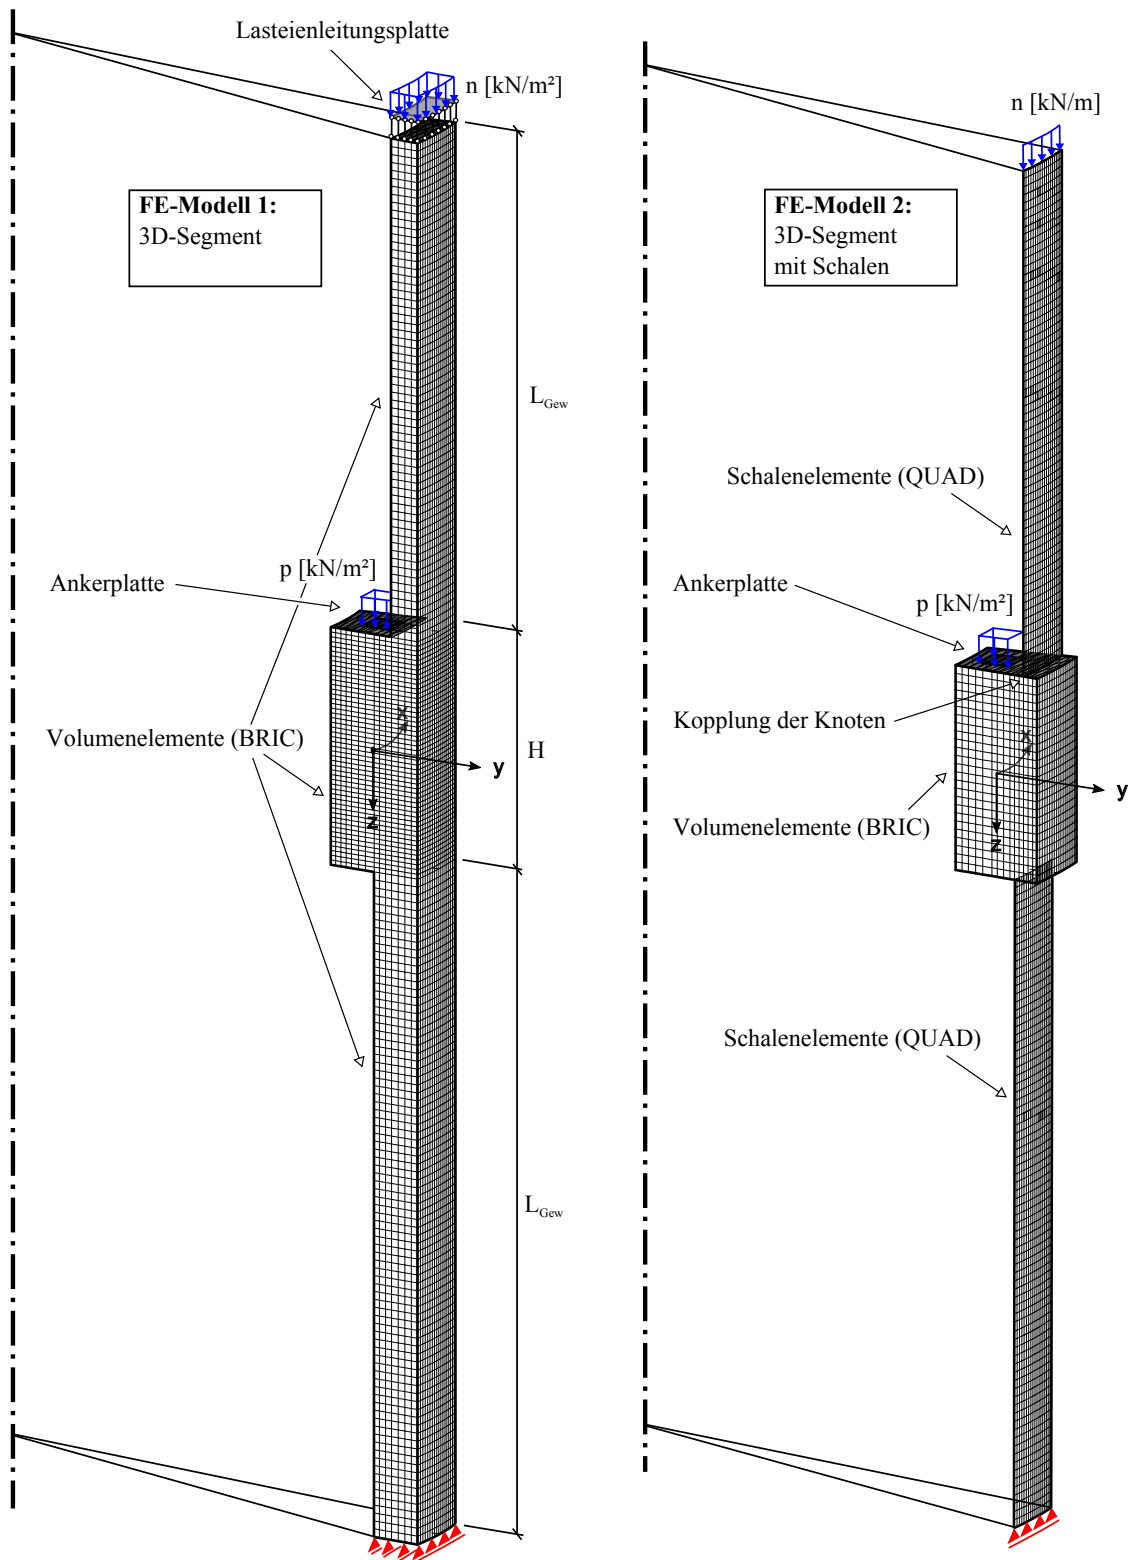 Lasteienleitungsplatte
n [kN/m²]
FE-Modell 1:
3D-Segment
L_Gew
p [kN/m²]
Ankerplatte
x
Volumenelemente (BRIC)
H
y
z
L_Gew
n [kN/m]
FE-Modell 2:
3D-Segment
mit Schalen
Schalenelemente (QUAD)
Ankerplatte
p [kN/m²]
Kopplung der Knoten
x
y
Volumenelemente (BRIC)
z
Schalenelemente (QUAD)